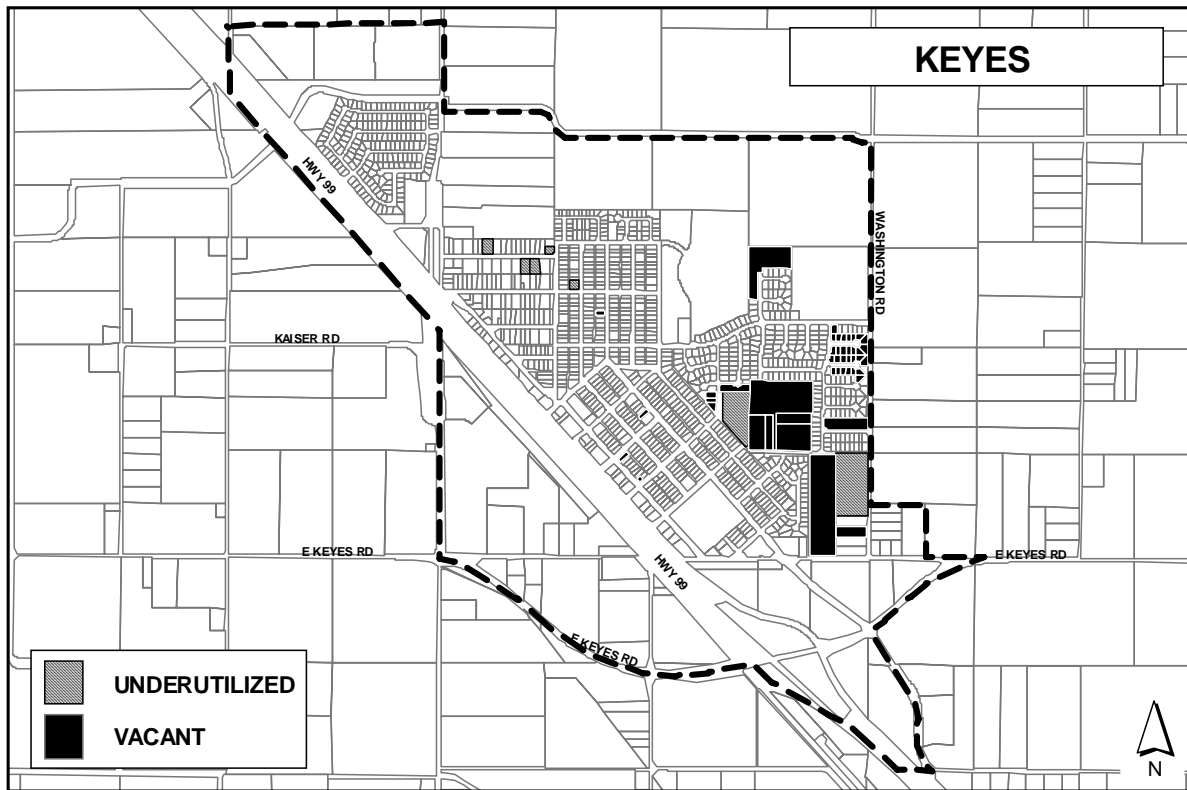 KEYES
HWY 99
WASHINGTON RD
KAISER RD
E KEYES RD
E KEYES RD
HWY 99
E KEYES RD
UNDERUTILIZED
VACANT
N